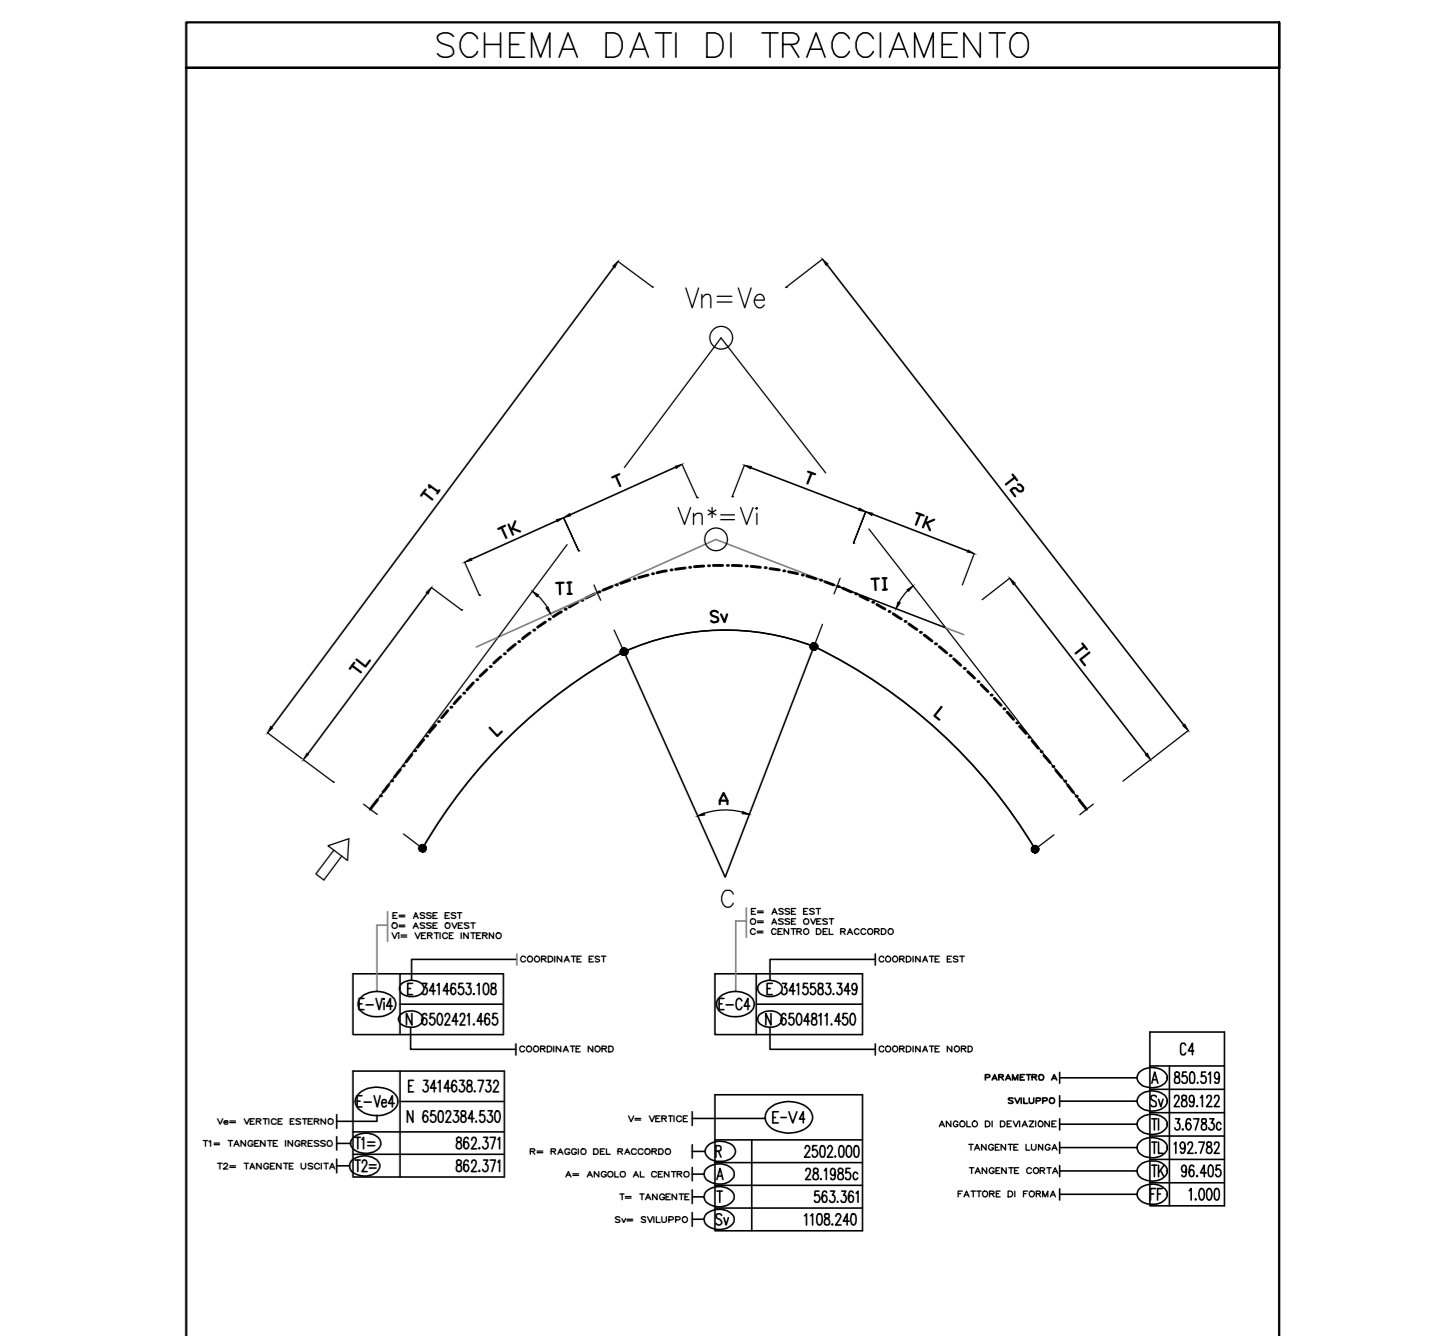 SCHEMA DATI DI TRACCIAMENTO
Vn=Ve
T1
T2
T
T
TK
TK
Vn*=Vi
TI
TI
TL
TL
Sv
L
L
A
C
E= ASSE EST
O= ASSE OVEST
Vi= VERTICE INTERNO
COORDINATE EST
E-Vi4
E 3414653.108
N 6502421.465
COORDINATE NORD
E= ASSE EST
O= ASSE OVEST
C= CENTRO DEL RACCORDO
COORDINATE EST
E-C4
E 3415583.349
N 6504811.450
COORDINATE NORD
E-Ve4
E 3414638.732
N 6502384.530
Ve= VERTICE ESTERNO
T1= TANGENTE INGRESSO T1= 862.371
T2= TANGENTE USCITA T2= 862.371
V= VERTICE E-V4
R= RAGGIO DEL RACCORDO R 2502.000
A= ANGOLO AL CENTRO A 28.1985c
T= TANGENTE T 563.361
Sv= SVILUPPO Sv 1108.240
C4
PARAMETRO A A 850.519
SVILUPPO Sv 289.122
ANGOLO DI DEVIAZIONE TI 3.6783c
TANGENTE LUNGA TL 192.782
TANGENTE CORTA TK 96.405
FATTORE DI FORMA FF 1.000